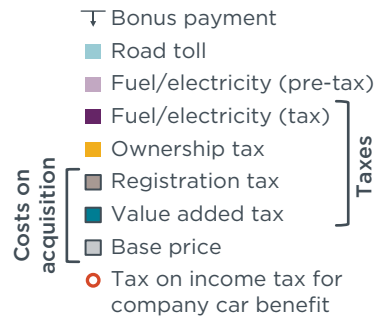 Bonus payment
Road toll
Fuel/electricity (pre-tax)
Fuel/electricity (tax)
Ownership tax
Registration tax
Value added tax
Base price
Tax on income tax for
company car benefit
Costs on
acquisition
Taxes